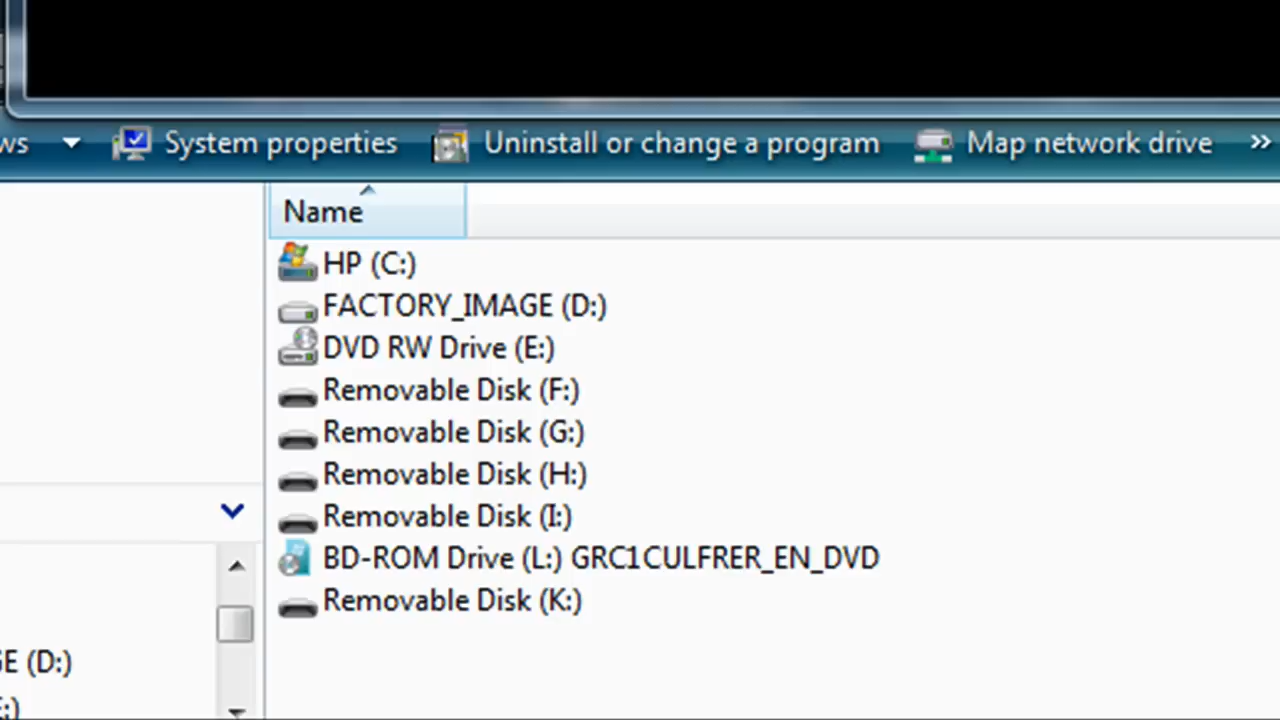 ws System properties Uninstall or change a program Map network drive »
Name
HP (C:)
FACTORY_IMAGE (D:)
DVD RW Drive (E:)
Removable Disk (F:)
Removable Disk (G:)
Removable Disk (H:)
Removable Disk (I:)
BD-ROM Drive (L:) GRC1CULFRER_EN_DVD
Removable Disk (K:)
GE (D:)
E:)